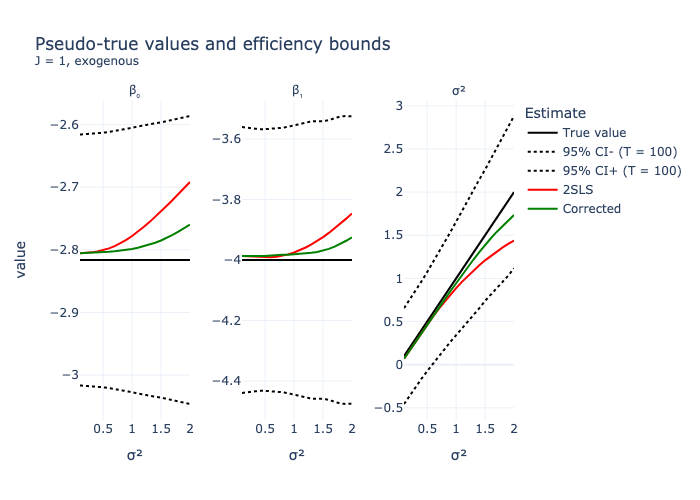 Pseudo-true values and efficiency bounds
J = 1, exogenous
β₀
β₁
σ²
Estimate
True value
95% CI- (T = 100)
95% CI+ (T = 100)
2SLS
Corrected
value
−2.6
−2.7
−2.8
−2.9
−3
0.5 1 1.5 2
σ²
−3.6
−3.8
−4
−4.2
−4.4
0.5 1 1.5 2
σ²
3
2.5
2
1.5
1
0.5
0
−0.5
0.5 1 1.5 2
σ²